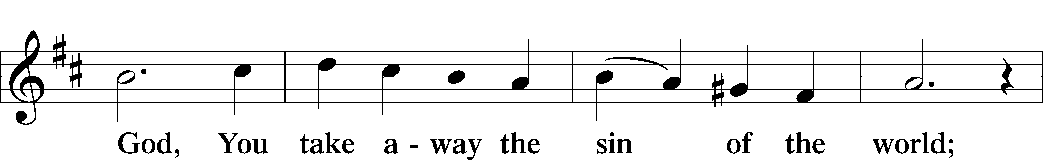 God, You take a - way the sin of the world;